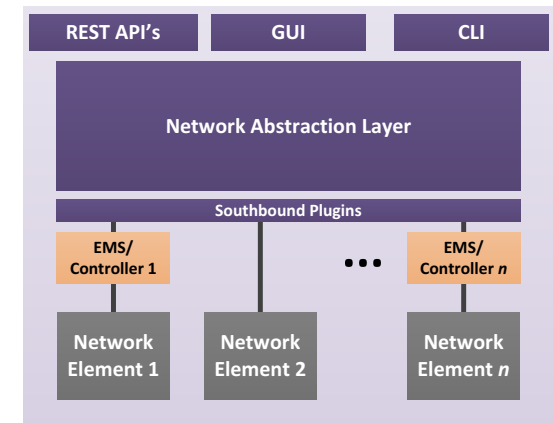 REST API's
GUI
CLI
Network Abstraction Layer
Southbound Plugins
EMS/
Controller 1
EMS/
Controller n
Network
Element 1
Network
Element 2
Network
Element n